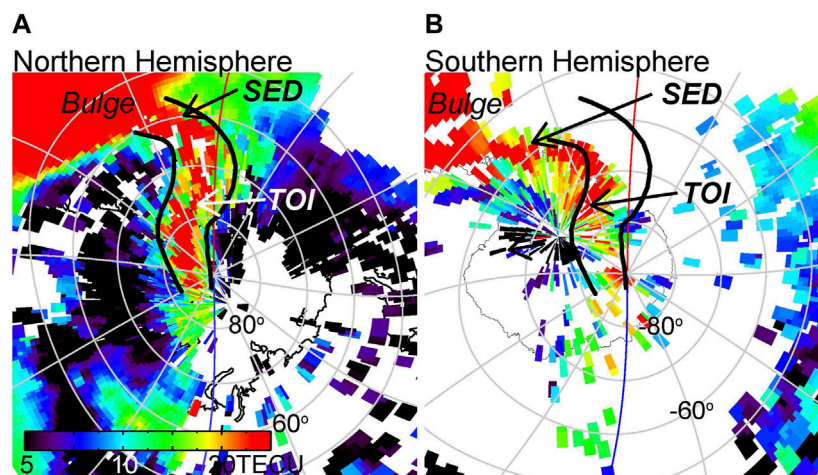 A
Northern Hemisphere
Bulge
SED
TOI
80°
60°
5 10 20TECU
B
Southern Hemisphere
Bulge
SED
TOI
-80°
-60°